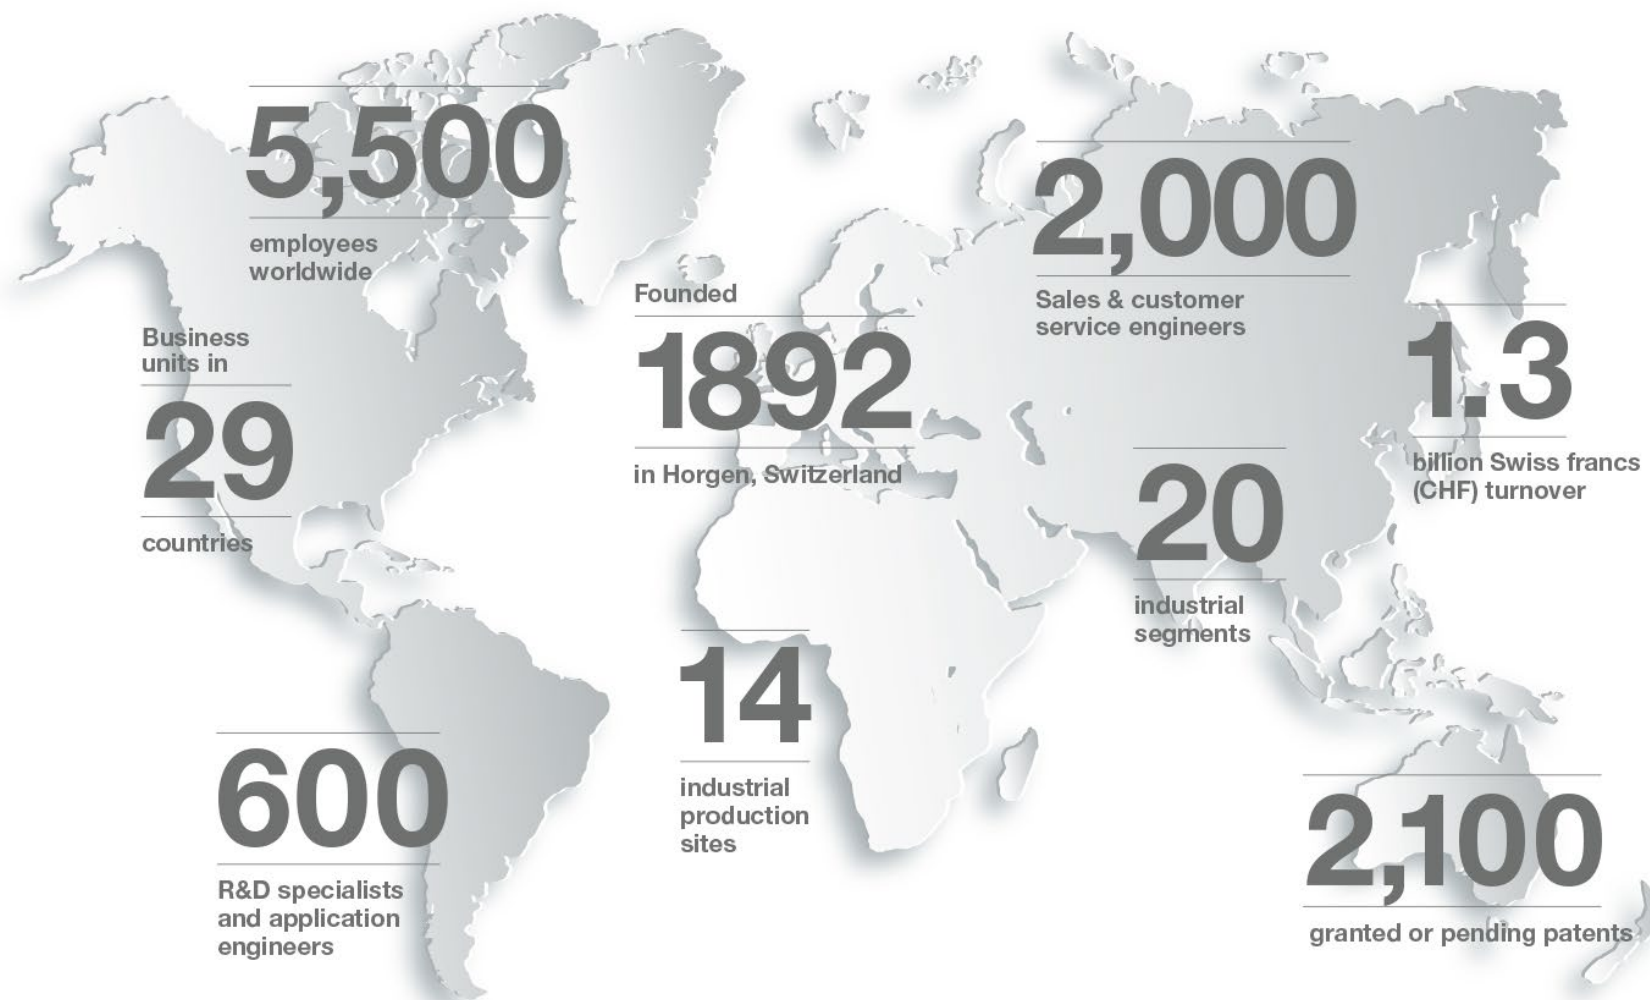 5,500
employees
worldwide
Business
units in
29
countries
Founded
1892
in Horgen, Switzerland
2,000
Sales & customer
service engineers
1.3
billion Swiss francs
(CHF) turnover
20
industrial
segments
14
industrial
production
sites
600
R&D specialists
and application
engineers
2,100
granted or pending patents